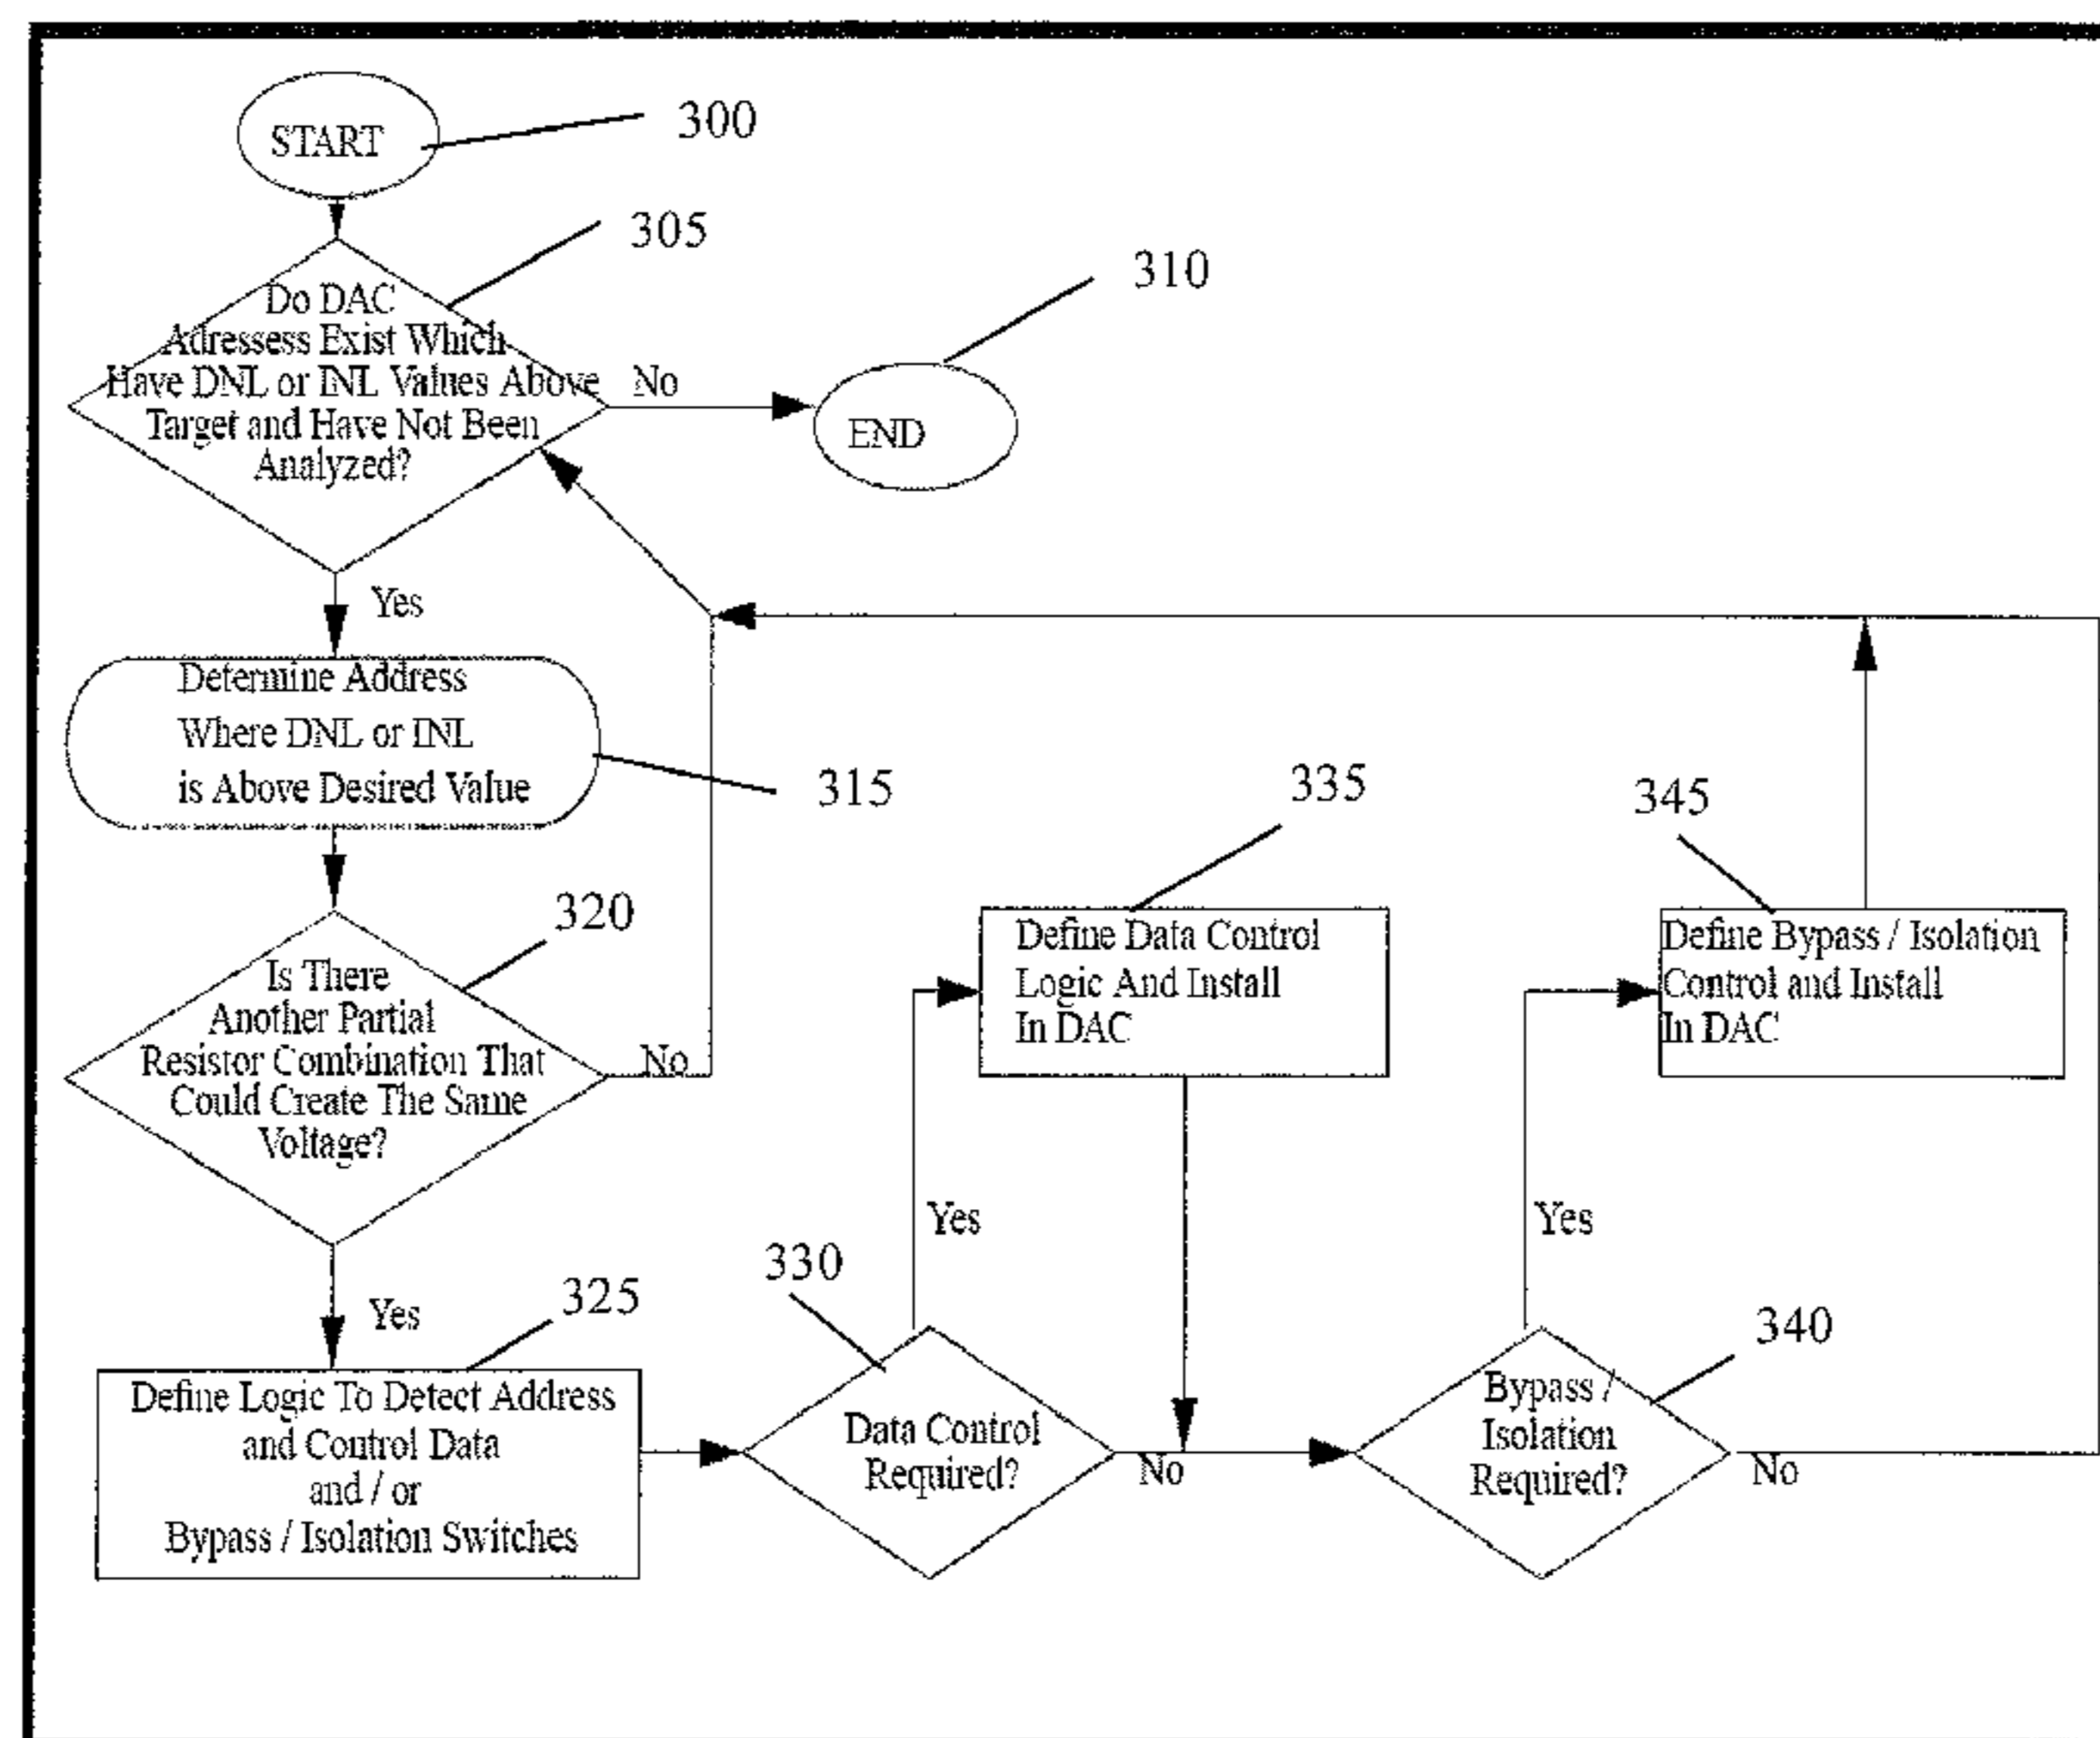 START
300
305
Do DAC
Adressess Exist Which
Have DNL or INL Values Above
Target and Have Not Been
Analyzed?
No
310
END
Yes
Determine Address
Where DNL or INL
is Above Desired Value
315
320
Is There
Another Partial
Resistor Combination That
Could Create The Same
Voltage?
No
Yes
325
Define Logic To Detect Address
and Control Data
and / or
Bypass / Isolation Switches
330
Data Control
Required?
Yes
No
335
Define Data Control
Logic And Install
In DAC
340
Bypass /
Isolation
Required?
Yes
No
345
Define Bypass / Isolation
Control and Install
In DAC